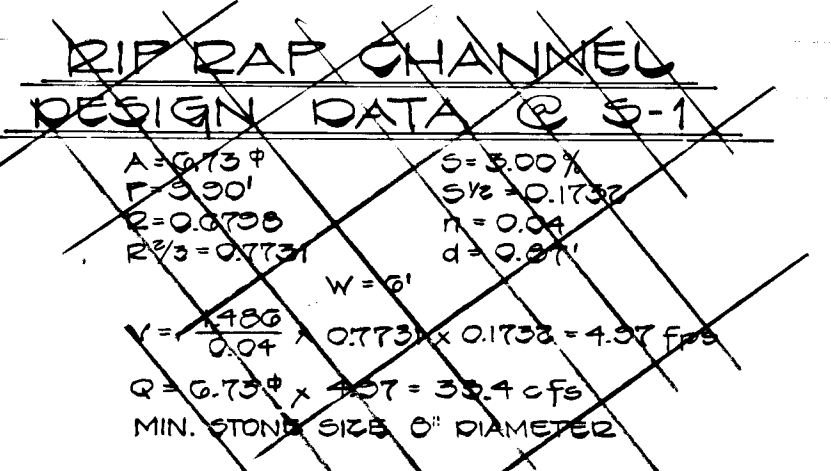 RIP RAP CHANNEL
DESIGN DATA @ S-1
A = 6.73 ⏀ S = 3.00 %
P = 9.90' S^1/2 = 0.1732
R = 0.6798 n = 0.04
R^2/3 = 0.7731 d = 0.87'
W = 6'
V = 1.486/0.04 x 0.7731 x 0.1732 = 4.97 fps
Q = 6.73 ⏀ x 4.97 = 33.4 cfs
MIN. STONE SIZE 8" DIAMETER